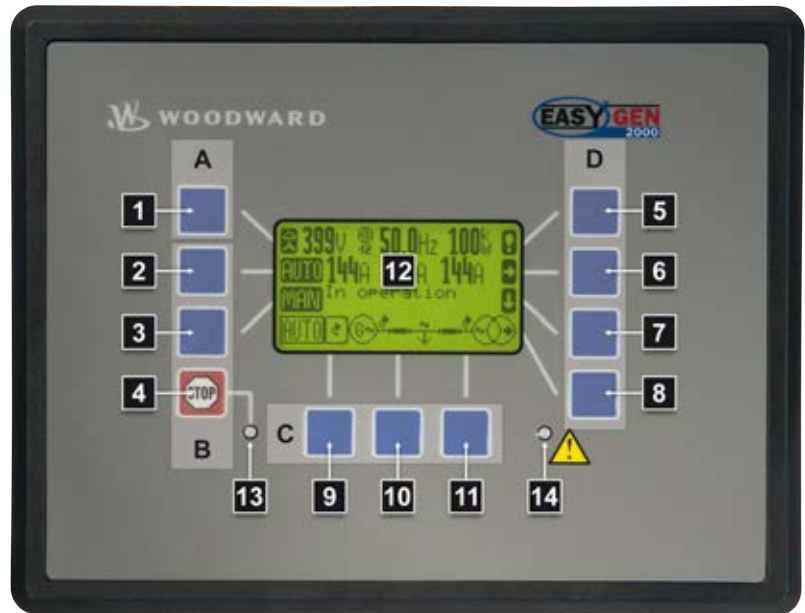 WOODWARD
EASYGEN
2000
A D
1 5
399V 50.0Hz 100%
2 AUTO 144A 12 A 144A 6
3 MAN In operation 7
AUTO G
4 STOP 8
B C
13 9 10 11 14